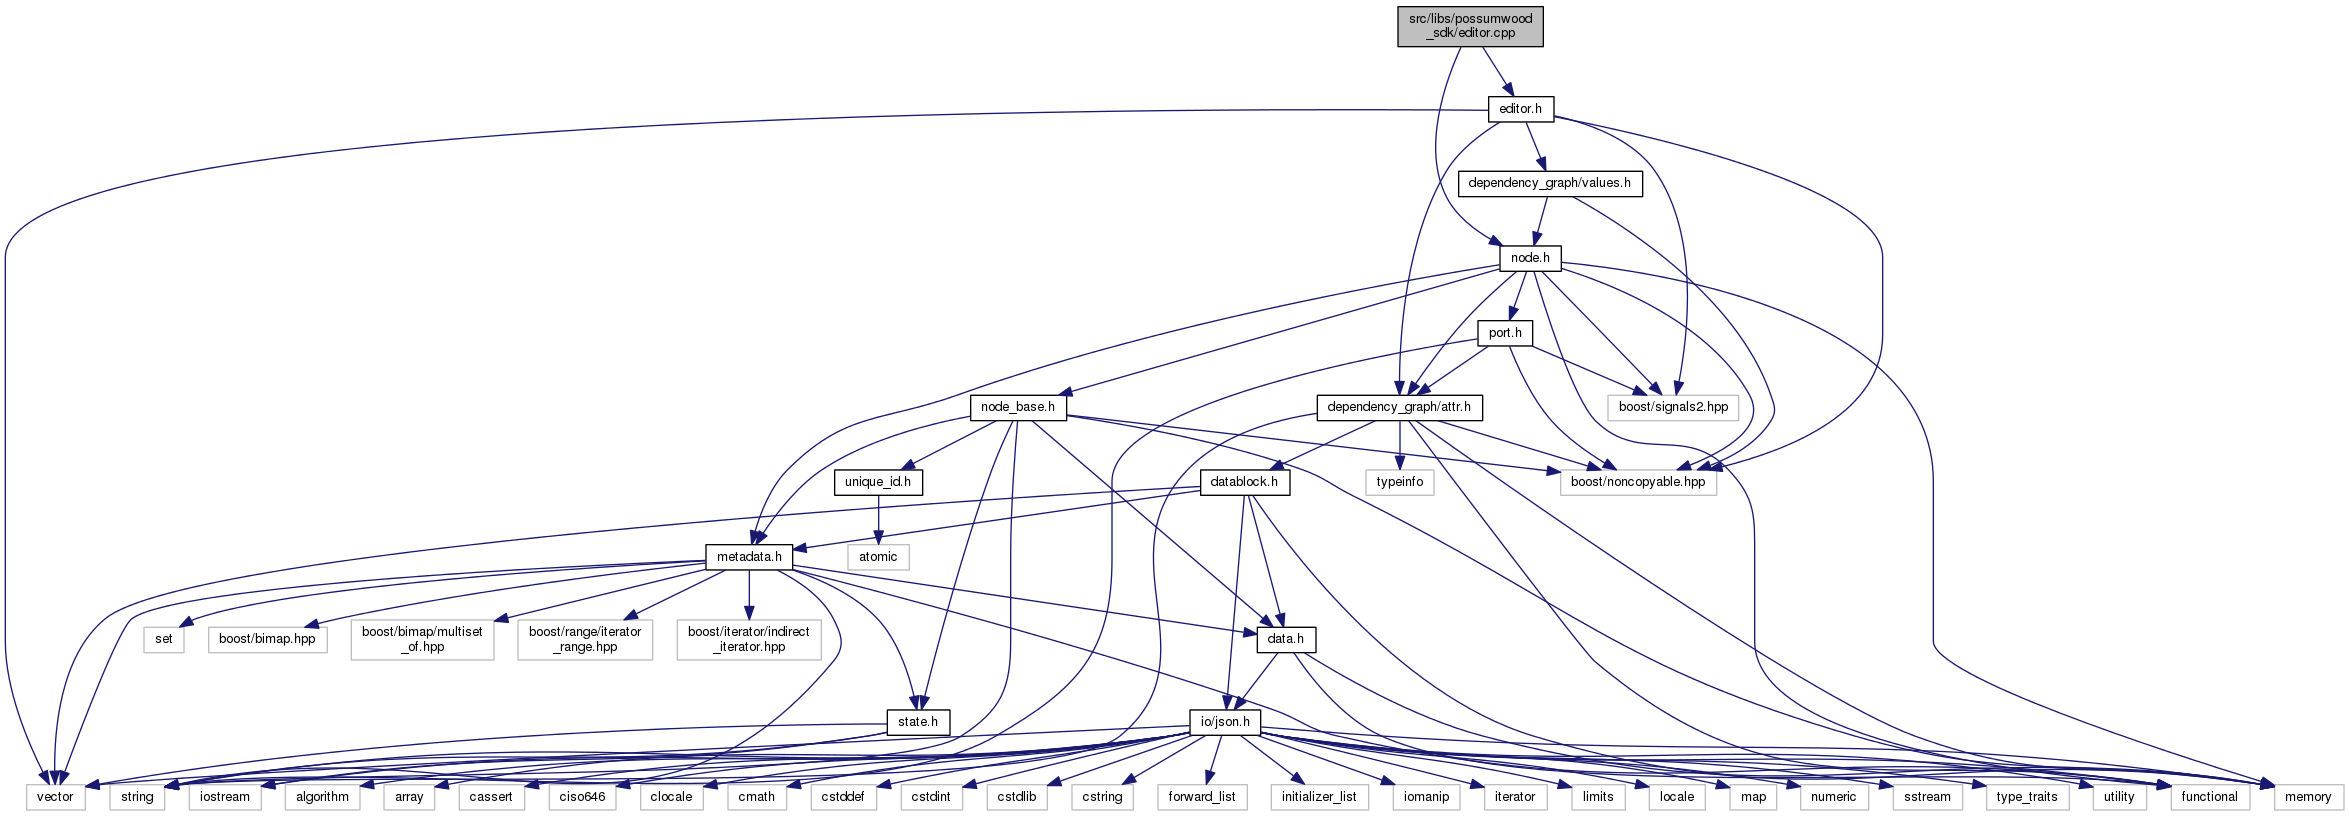 src/libs/possumwood
_sdk/editor.cpp
editor.h
dependency_graph/values.h
node.h
port.h
node_base.h
dependency_graph/attr.h
boost/signals2.hpp
unique_id.h
datablock.h
typeinfo
boost/noncopyable.hpp
metadata.h
atomic
set
boost/bimap.hpp
boost/bimap/multiset
_of.hpp
boost/range/iterator
_range.hpp
boost/iterator/indirect
_iterator.hpp
data.h
state.h
io/json.h
vector
string
iostream
algorithm
array
cassert
ciso646
clocale
cmath
cstddef
cstdint
cstdlib
cstring
forward_list
initializer_list
iomanip
iterator
limits
locale
map
numeric
sstream
type_traits
utility
functional
memory